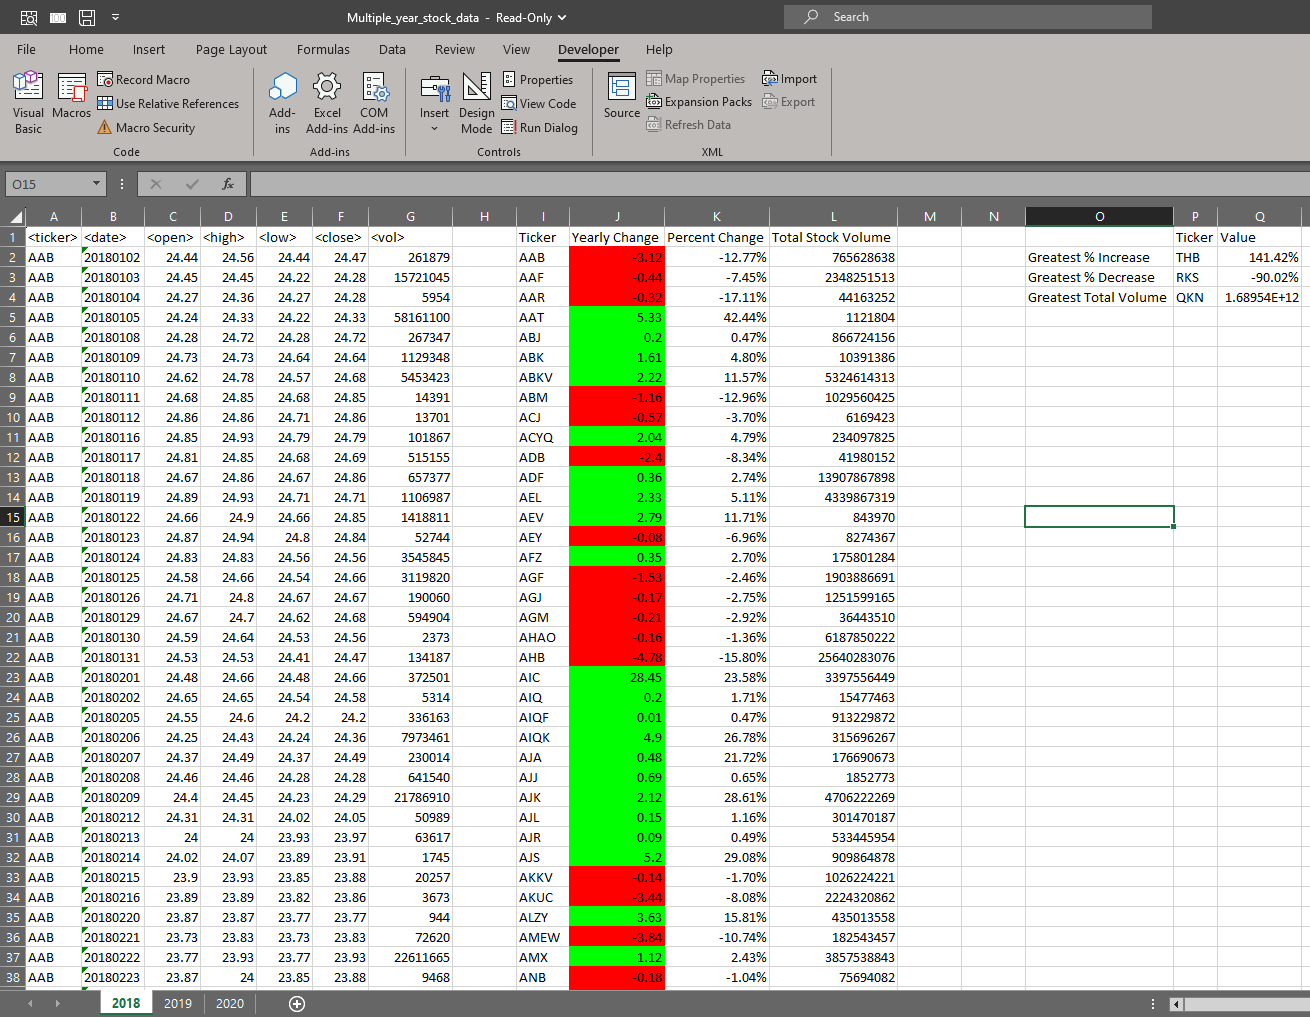 Multiple_year_stock_data - Read-Only
Search
File Home Insert Page Layout Formulas Data Review View Developer Help
Visual Basic
Macros
Record Macro
Use Relative References
Macro Security
Code
Add-ins
Excel Add-ins
COM Add-ins
Add-ins
Insert
Design Mode
Properties
View Code
Run Dialog
Controls
Source
Map Properties
Expansion Packs
Refresh Data
Import
Export
XML
O15
fx
A B C D E F G H I J K L M N O P Q
1 <ticker> <date> <open> <high> <low> <close> <vol> Ticker Yearly Change Percent Change Total Stock Volume Ticker Value
2 AAB 20180102 24.44 24.56 24.44 24.47 261879 AAB -3.12 -12.77% 765628638 Greatest % Increase THB 141.42%
3 AAB 20180103 24.45 24.45 24.22 24.28 15721045 AAF -0.44 -7.45% 2348251513 Greatest % Decrease RKS -90.02%
4 AAB 20180104 24.27 24.36 24.27 24.28 5954 AAR -0.32 -17.11% 44163252 Greatest Total Volume QKN 1.68954E+12
5 AAB 20180105 24.24 24.33 24.22 24.33 58161100 AAT 5.33 42.44% 1121804
6 AAB 20180108 24.28 24.72 24.28 24.72 267347 ABJ 0.2 0.47% 866724156
7 AAB 20180109 24.73 24.73 24.64 24.64 1129348 ABK 1.61 4.80% 10391386
8 AAB 20180110 24.62 24.78 24.57 24.68 5453423 ABKV 2.22 11.57% 5324614313
9 AAB 20180111 24.68 24.85 24.68 24.85 14391 ABM -1.16 -12.96% 1029560425
10 AAB 20180112 24.86 24.86 24.71 24.86 13701 ACJ -0.57 -3.70% 6169423
11 AAB 20180116 24.85 24.93 24.79 24.79 101867 ACYQ 2.04 4.79% 234097825
12 AAB 20180117 24.81 24.85 24.68 24.69 515155 ADB -2.4 -8.34% 41980152
13 AAB 20180118 24.67 24.86 24.67 24.86 657377 ADF 0.36 2.74% 13907867898
14 AAB 20180119 24.89 24.93 24.71 24.71 1106987 AEL 2.33 5.11% 4339867319
15 AAB 20180122 24.66 24.9 24.66 24.85 1418811 AEV 2.79 11.71% 843970
16 AAB 20180123 24.87 24.94 24.8 24.84 52744 AEY -0.08 -6.96% 8274367
17 AAB 20180124 24.83 24.83 24.56 24.56 3545845 AFZ 0.35 2.70% 175801284
18 AAB 20180125 24.58 24.66 24.54 24.66 3119820 AGF -1.53 -2.46% 1903886691
19 AAB 20180126 24.71 24.8 24.67 24.67 190060 AGJ -0.17 -2.75% 1251599165
20 AAB 20180129 24.67 24.7 24.62 24.68 594904 AGM -0.21 -2.92% 36443510
21 AAB 20180130 24.59 24.64 24.53 24.56 2373 AHAO -0.16 -1.36% 6187850222
22 AAB 20180131 24.53 24.53 24.41 24.47 134187 AHB -4.78 -15.80% 25640283076
23 AAB 20180201 24.48 24.66 24.48 24.66 372501 AIC 28.45 23.58% 3397556449
24 AAB 20180202 24.65 24.65 24.54 24.58 5314 AIQ 0.2 1.71% 15477463
25 AAB 20180205 24.55 24.6 24.2 24.2 336163 AIQF 0.01 0.47% 913229872
26 AAB 20180206 24.25 24.43 24.24 24.36 7973461 AIQK 4.9 26.78% 315696267
27 AAB 20180207 24.37 24.49 24.37 24.49 230014 AJA 0.48 21.72% 176690673
28 AAB 20180208 24.46 24.46 24.28 24.28 641540 AJJ 0.69 0.65% 1852773
29 AAB 20180209 24.4 24.45 24.23 24.29 21786910 AJK 2.12 28.61% 4706222269
30 AAB 20180212 24.31 24.31 24.02 24.05 50989 AJL 0.15 1.16% 301470187
31 AAB 20180213 24 24 23.93 23.97 63617 AJR 0.09 0.49% 533445954
32 AAB 20180214 24.02 24.07 23.89 23.91 1745 AJS 5.2 29.08% 909864878
33 AAB 20180215 23.9 23.93 23.85 23.88 20257 AKKV -0.14 -1.70% 1026224221
34 AAB 20180216 23.89 23.89 23.82 23.86 3673 AKUC -3.44 -8.08% 2224320862
35 AAB 20180220 23.87 23.87 23.77 23.77 944 ALZY 3.63 15.81% 435013558
36 AAB 20180221 23.73 23.83 23.73 23.83 72620 AMEW -3.84 -10.74% 182543457
37 AAB 20180222 23.77 23.93 23.77 23.93 22611665 AMX 1.12 2.43% 3857538843
38 AAB 20180223 23.87 24 23.85 23.88 9468 ANB -0.18 -1.04% 75694082
2018 2019 2020